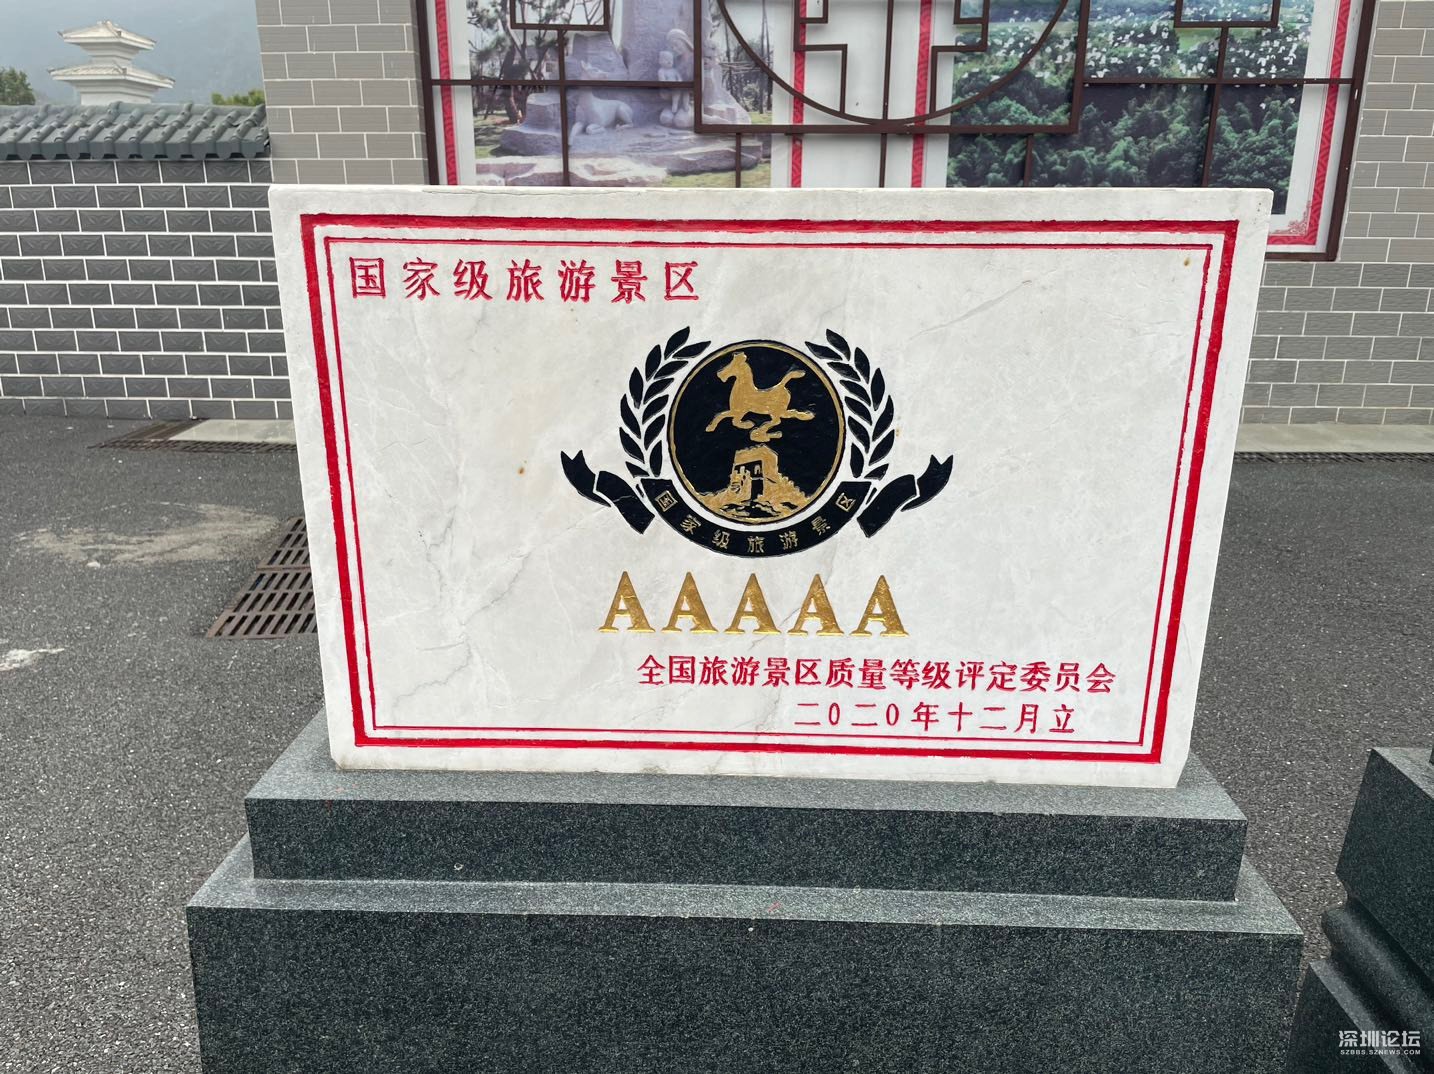 国家级旅游景区
国家级旅游景区
AAAAA
全国旅游景区质量等级评定委员会
二0二0年十二月立
深圳论坛
SZBBS.SZNEWS.COM